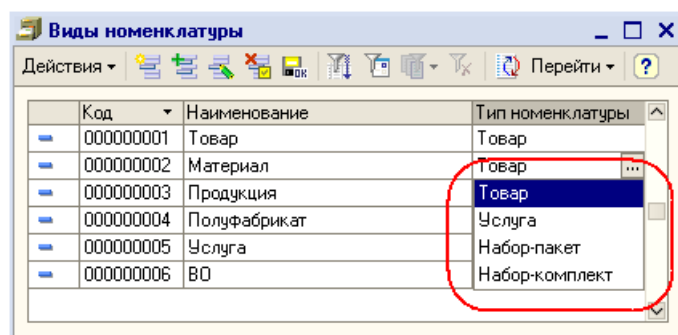 Виды номенклатуры
Действия Перейти ?
Код Наименование Тип номенклатуры
000000001 Товар Товар
000000002 Материал Товар ...
000000003 Продукция Товар
000000004 Полуфабрикат Услуга
000000005 Услуга Набор-пакет
000000006 ВО Набор-комплект